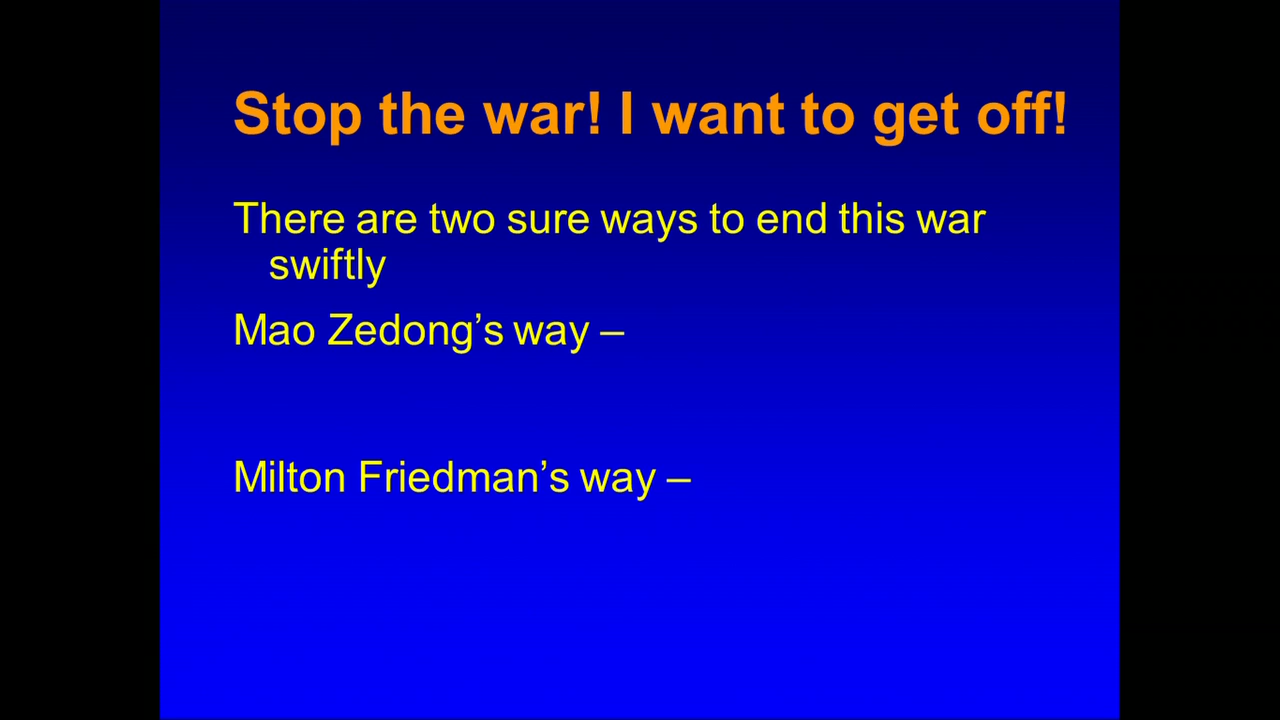 Stop the war! I want to get off!
There are two sure ways to end this war
swiftly
Mao Zedong’s way –
Milton Friedman’s way –